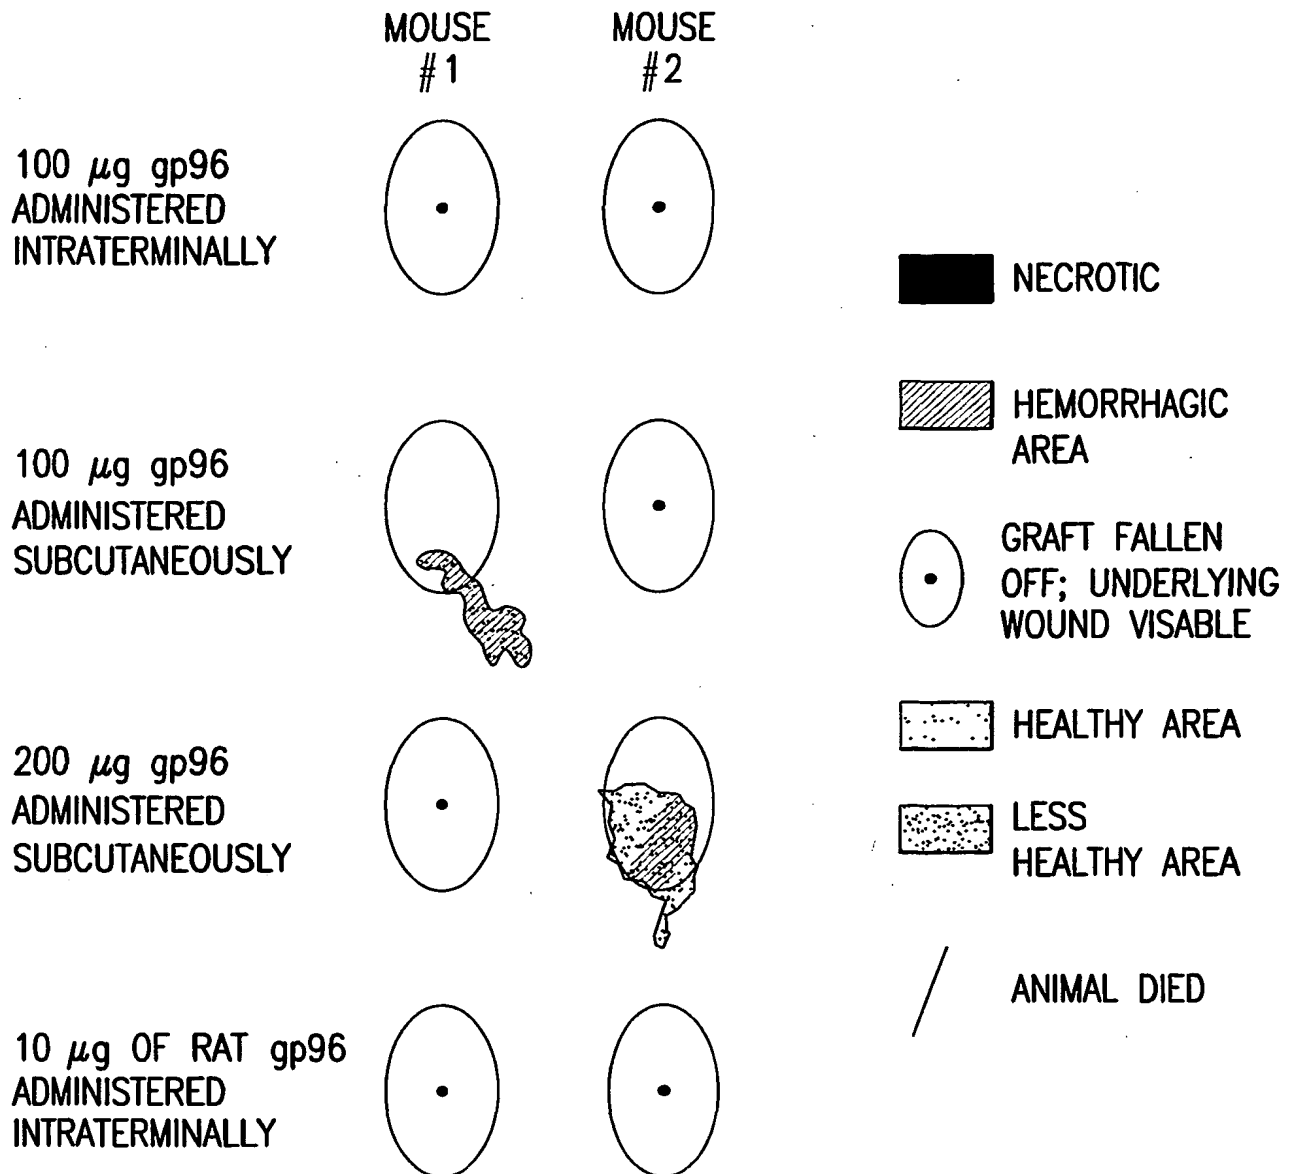 MOUSE
#1
MOUSE
#2
100 μg gp96
ADMINISTERED
INTRATERMINALLY
100 μg gp96
ADMINISTERED
SUBCUTANEOUSLY
200 μg gp96
ADMINISTERED
SUBCUTANEOUSLY
10 μg OF RAT gp96
ADMINISTERED
INTRATERMINALLY
NECROTIC
HEMORRHAGIC
AREA
GRAFT FALLEN
OFF; UNDERLYING
WOUND VISABLE
HEALTHY AREA
LESS
HEALTHY AREA
ANIMAL DIED